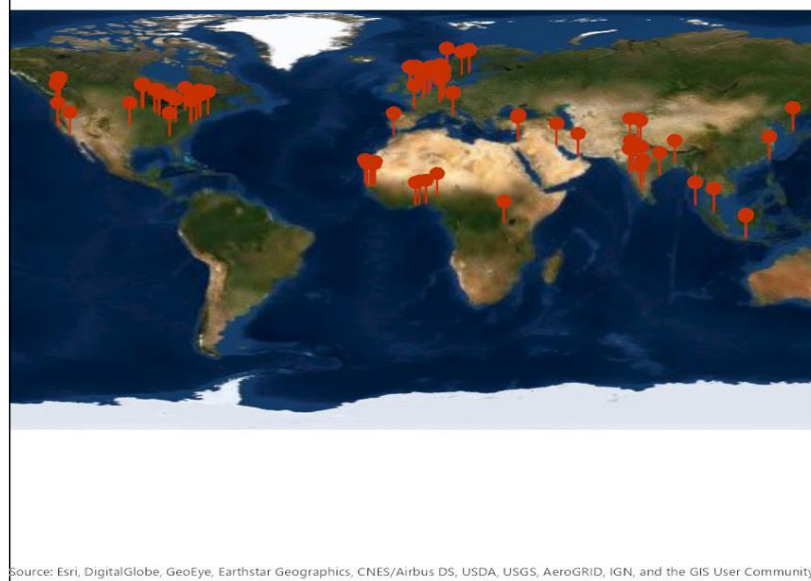 Source: Esri, DigitalGlobe, GeoEye, Earthstar Geographics, CNES/Airbus DS, USDA, USGS, AeroGRID, IGN, and the GIS User Community